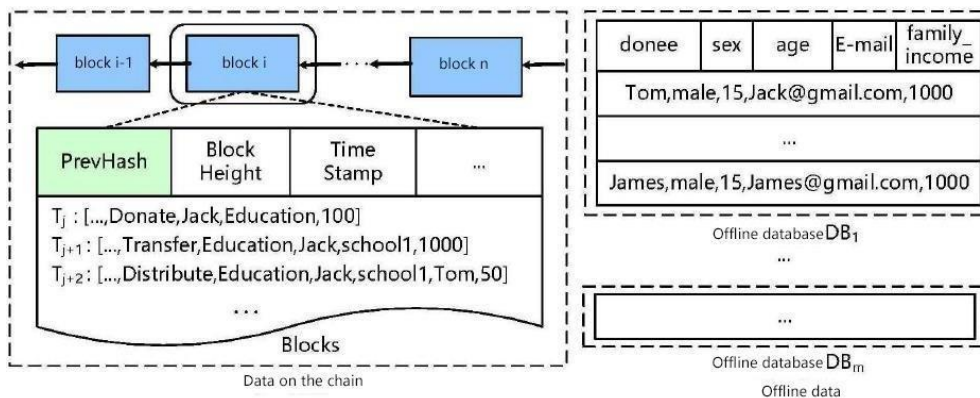 block i-1
block i
...
block n
PrevHash
Block
Height
Time
Stamp
...
Tj : [...,Donate,Jack,Education,100]
Tj+1 : [...,Transfer,Education,Jack,school1,1000]
Tj+2 : [...,Distribute,Education,Jack,school1,Tom,50]
...
Blocks
Data on the chain
donee
sex
age
E-mail
family_
income
Tom,male,15,Jack@gmail.com,1000
...
James,male,15,James@gmail.com,1000
Offline database DB1
...
...
Offline database DBm
Offline data